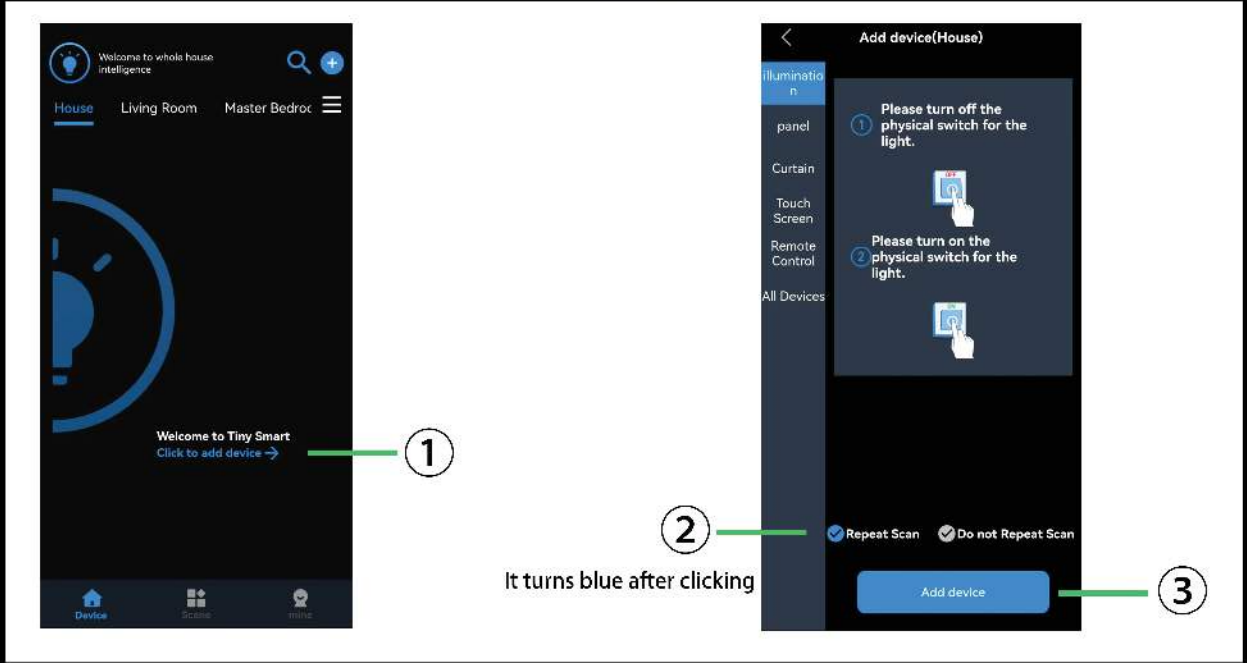 Welcome to whole house
intelligence
House Living Room Master Bedroc
Welcome to Tiny Smart
Click to add device →
Device Scene mine
1
Add device(House)
illuminatio
n
panel
Curtain
Touch
Screen
Remote
Control
All Devices
1 Please turn off the
physical switch for the
light.
OFF
2 Please turn on the
physical switch for the
light.
ON
2
Repeat Scan Do not Repeat Scan
It turns blue after clicking
Add device
3